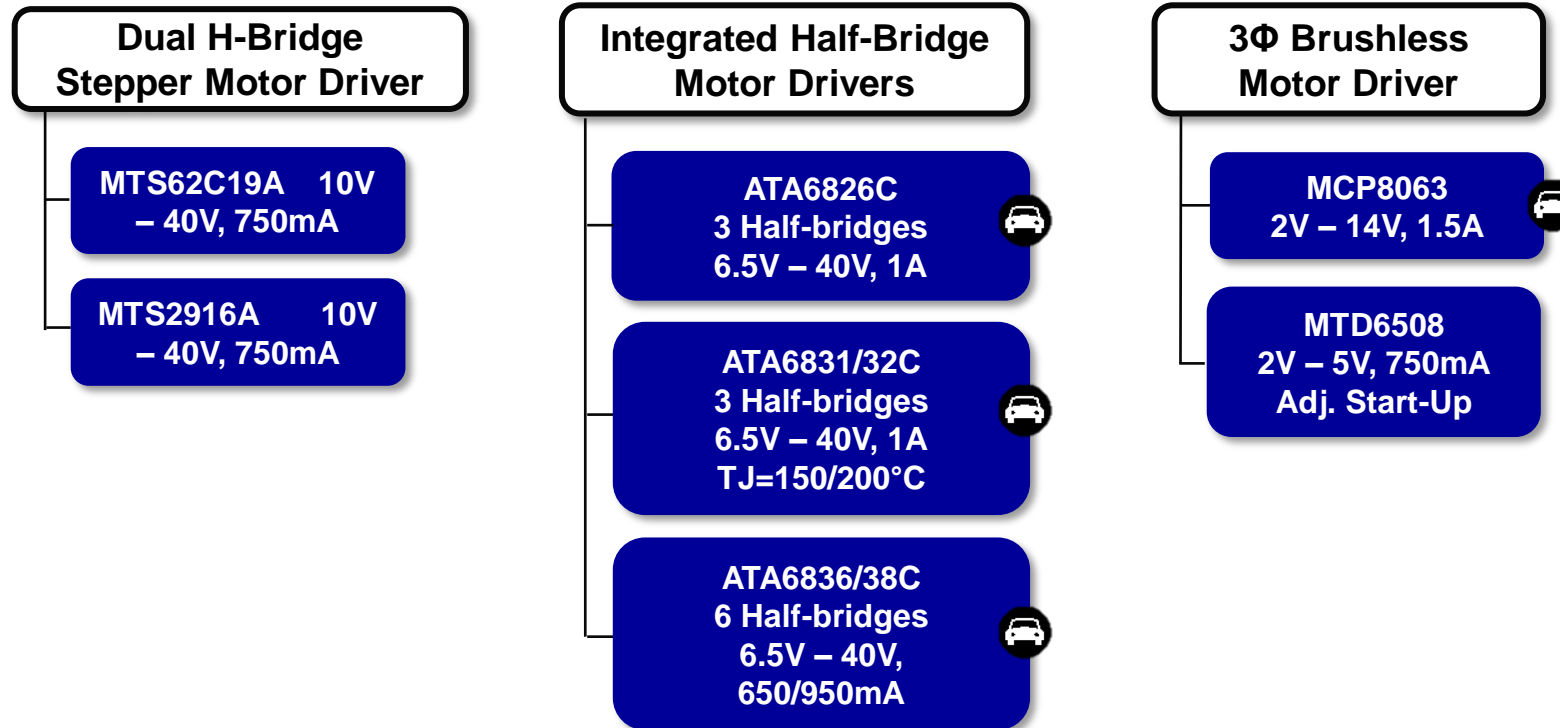 Dual H-Bridge
Stepper Motor Driver
MTS62C19A 10V
– 40V, 750mA
MTS2916A 10V
– 40V, 750mA
Integrated Half-Bridge
Motor Drivers
ATA6826C
3 Half-bridges
6.5V – 40V, 1A
ATA6831/32C
3 Half-bridges
6.5V – 40V, 1A
TJ=150/200°C
ATA6836/38C
6 Half-bridges
6.5V – 40V,
650/950mA
3Φ Brushless
Motor Driver
MCP8063
2V – 14V, 1.5A
MTD6508
2V – 5V, 750mA
Adj. Start-Up